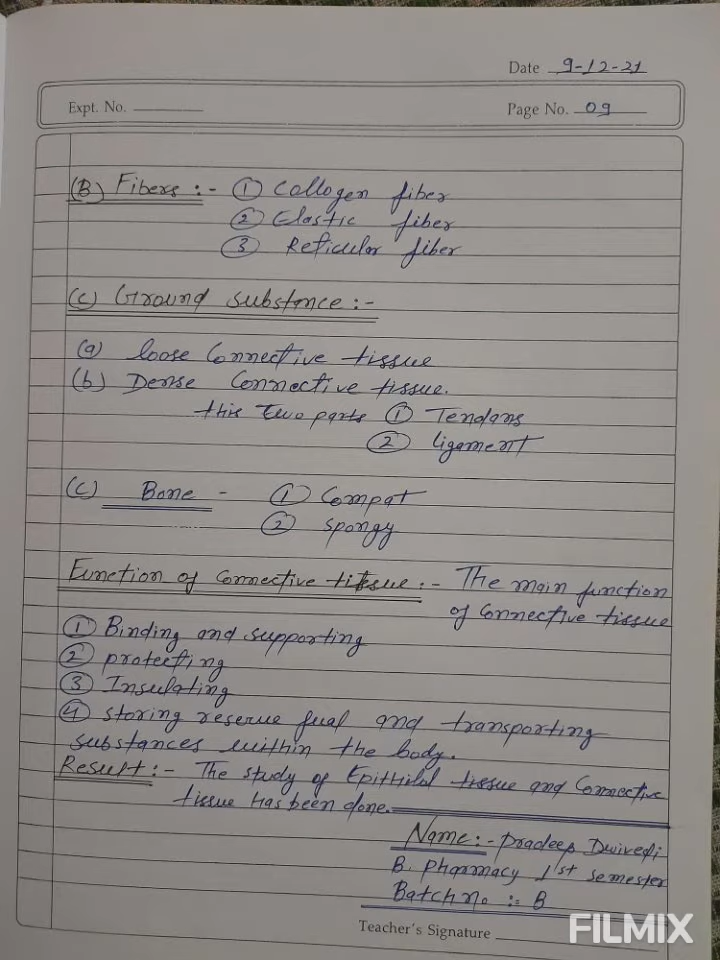 Date 9-12-21
Expt. No.
Page No. 09
(B) Fibers :- ① Collogen fiber
② Elastic fiber
③ Reticular fiber
(C) Ground substance :-
(a) loose Connective tissue
(b) Dense Connective tissue.
this two parts ① Tendans
② ligament
(C) Bone - ① Compat
② Spongy
Function of Connective titssue :- The main function
of Connective tissue
① Binding and supporting
② protecting
③ Insulating
④ storing reserve fual and transporting
substances within the body.
Result :- The study of Epithilal tissue and Connective
tissue has been done.
Name :- Pradeep Dwivedi
B. Pharmacy 1st semester
Batch no :- B
Teacher's Signature
FILMIX